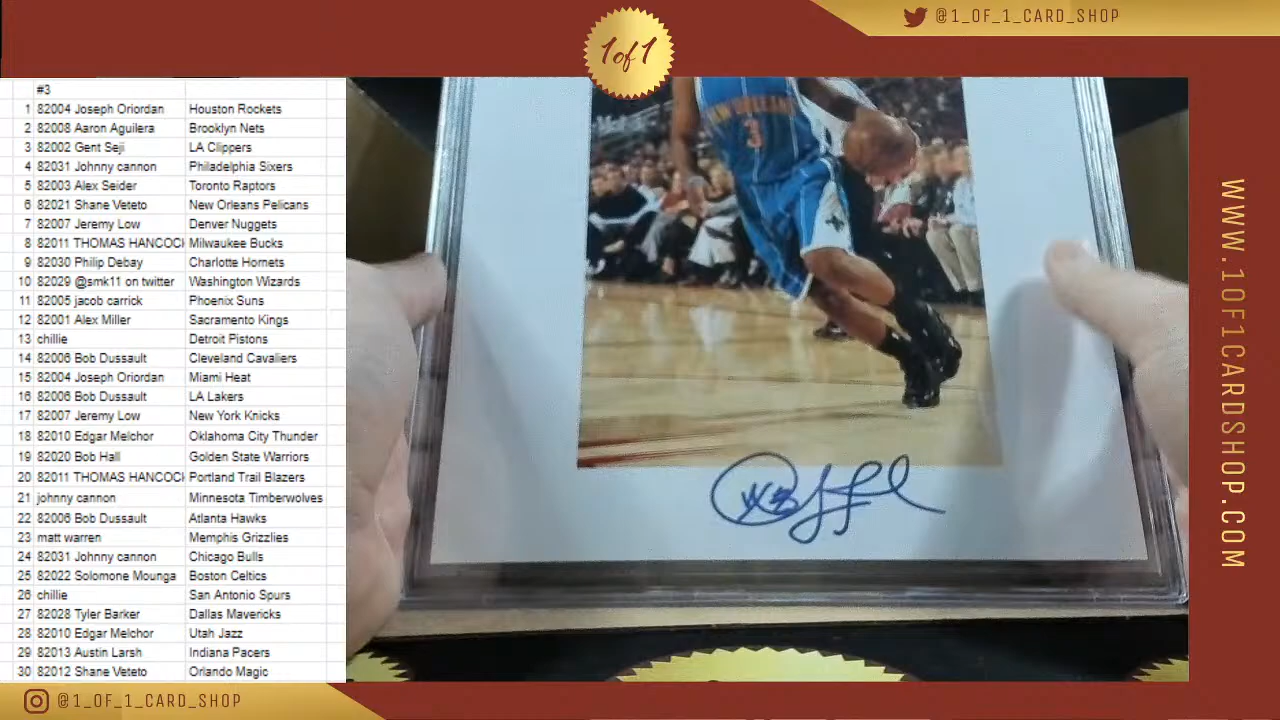 1of1
@1_OF_1_CARD_SHOP
#3
1 82004 Joseph Oriordan Houston Rockets
2 82008 Aaron Aguilera Brooklyn Nets
3 82002 Gent Seji LA Clippers
4 82031 Johnny cannon Philadelphia Sixers
5 82003 Alex Seider Toronto Raptors
6 82021 Shane Veteto New Orleans Pelicans
7 82007 Jeremy Low Denver Nuggets
8 82011 THOMAS HANCOCK Milwaukee Bucks
9 82030 Philip Debay Charlotte Hornets
10 82029 @smk11 on twitter Washington Wizards
11 82005 jacob carrick Phoenix Suns
12 82001 Alex Miller Sacramento Kings
13 chillie Detroit Pistons
14 82006 Bob Dussault Cleveland Cavaliers
15 82004 Joseph Oriordan Miami Heat
16 82006 Bob Dussault LA Lakers
17 82007 Jeremy Low New York Knicks
18 82010 Edgar Melchor Oklahoma City Thunder
19 82020 Bob Hall Golden State Warriors
20 82011 THOMAS HANCOCK Portland Trail Blazers
21 johnny cannon Minnesota Timberwolves
22 82006 Bob Dussault Atlanta Hawks
23 matt warren Memphis Grizzlies
24 82031 Johnny cannon Chicago Bulls
25 82022 Solomone Mounga Boston Celtics
26 chillie San Antonio Spurs
27 82028 Tyler Barker Dallas Mavericks
28 82010 Edgar Melchor Utah Jazz
29 82013 Austin Larsh Indiana Pacers
30 82012 Shane Veteto Orlando Magic
NEW ORLEANS
3
WWW.1OF1CARDSHOP.COM
@1_OF_1_CARD_SHOP